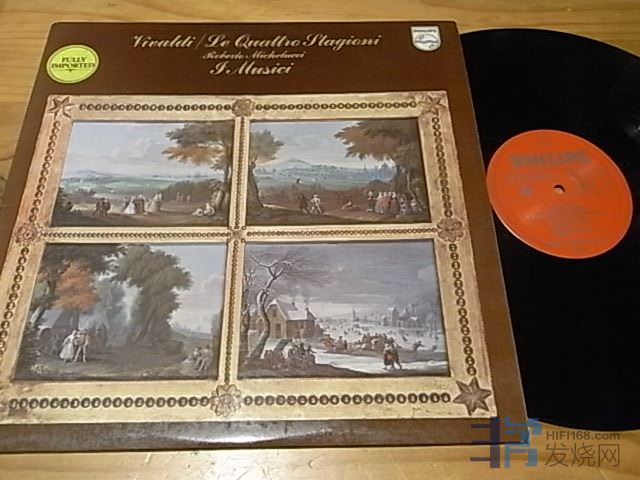 Vivaldi/Le Quattro Stagioni
Roberto Michelucci
I Musici
PHILIPS
FULLY
IMPORTED
PHILIPS
HIFI168.com
发烧网